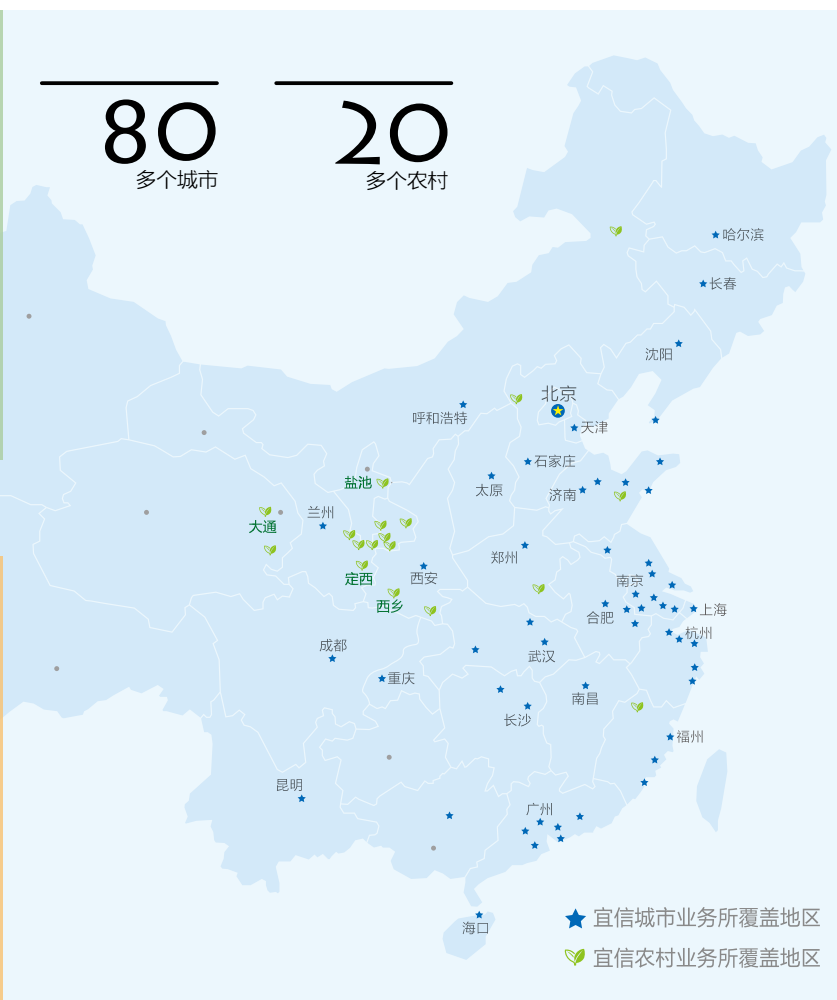 80
多个城市
20
多个农村
哈尔滨
长春
沈阳
北京
呼和浩特
天津
石家庄
盐池
太原
济南
兰州
大通
郑州
定西
西安
南京
西乡
合肥
上海
杭州
成都
武汉
重庆
南昌
长沙
福州
昆明
广州
宜信城市业务所覆盖地区
海口
宜信农村业务所覆盖地区